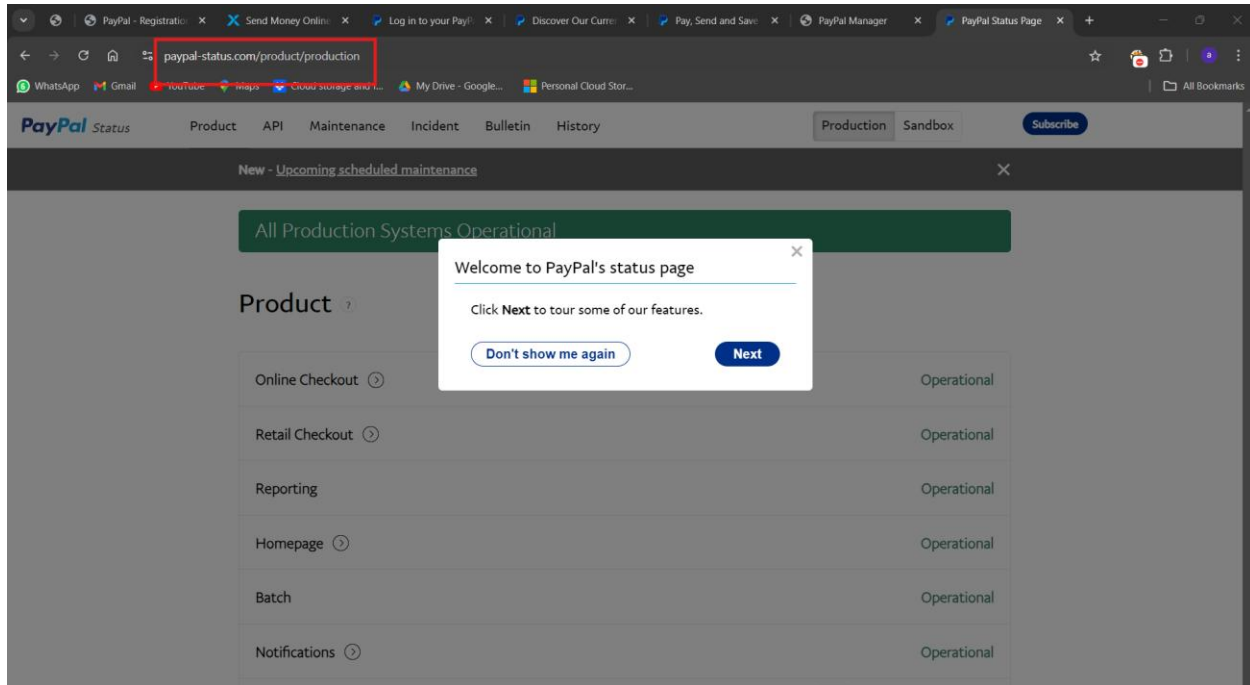 PayPal - Registratio
Send Money Online
Log in to your PayP
Discover Our Curre
Pay, Send and Save
PayPal Manager
PayPal Status Page
paypal-status.com/product/production
a
WhatsApp
Gmail
YouTube
Maps
Cloud storage and
My Drive - Google...
Personal Cloud Stor...
All Bookmarks
PayPal Status
Product
API
Maintenance
Incident
Bulletin
History
Production
Sandbox
Subscribe
New - Upcoming scheduled maintenance
All Production Systems Operational
Welcome to PayPal's status page
Click Next to tour some of our features.
Don't show me again
Next
Product ?
Online Checkout
Operational
Retail Checkout
Operational
Reporting
Operational
Homepage
Operational
Batch
Operational
Notifications
Operational